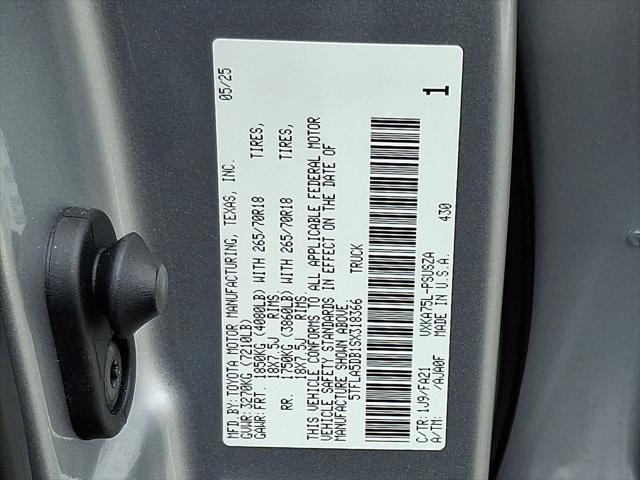 MFD.BY:TOYOTA MOTOR MANUFACTURING, TEXAS, INC. 05/25
GVWR:3270KG (7210LB)
GAWR:FRT. 1850KG (4080LB) WITH 265/70R18 TIRES,
18X7.5J RIMS
RR. 1750KG (3860LB) WITH 265/70R18 TIRES,
18X7.5J RIMS.
THIS VEHICLE CONFORMS TO ALL APPLICABLE FEDERAL MOTOR
VEHICLE SAFETY STANDARDS IN EFFECT ON THE DATE OF
MANUFACTURE SHOWN ABOVE.
5TFLA5DB1SX318366 TRUCK
C/TR:1J9/FA21 VXKA75L-PSUSZA 1
A/TM: /AJA0F MADE IN U.S.A. 430